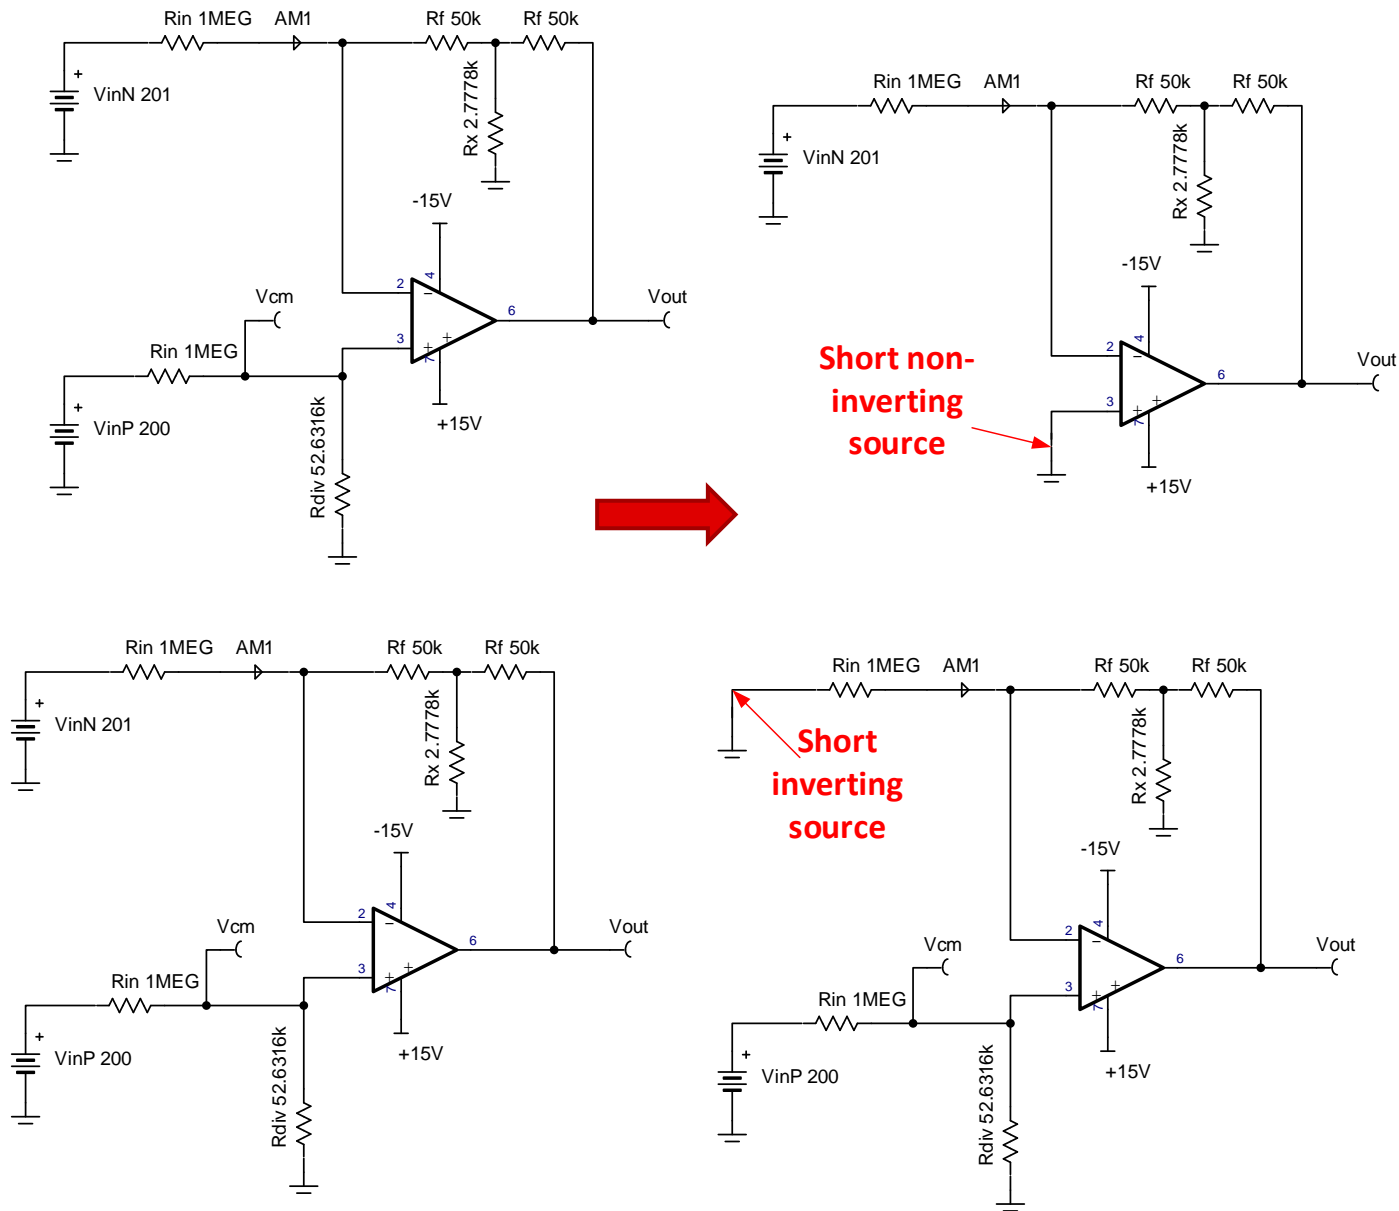 Rin 1MEG AM1 Rf 50k Rf 50k
+
VinN 201
Rx 2.7778k
-15V
4
2
Vcm
Vout
6
3
7
Rin 1MEG
+
VinP 200
+15V
Rdiv 52.6316k
Rin 1MEG AM1 Rf 50k Rf 50k
+
VinN 201
Rx 2.7778k
-15V
4
2
Vout
6
3
7
+15V
Short non-
inverting
source
Rin 1MEG AM1 Rf 50k Rf 50k
+
VinN 201
Rx 2.7778k
-15V
4
2
Vcm
Vout
6
3
7
Rin 1MEG
+
VinP 200
+15V
Rdiv 52.6316k
Rin 1MEG AM1 Rf 50k Rf 50k
Short
inverting
source
Rx 2.7778k
-15V
4
2
Vcm
Vout
6
3
7
Rin 1MEG
+
VinP 200
+15V
Rdiv 52.6316k